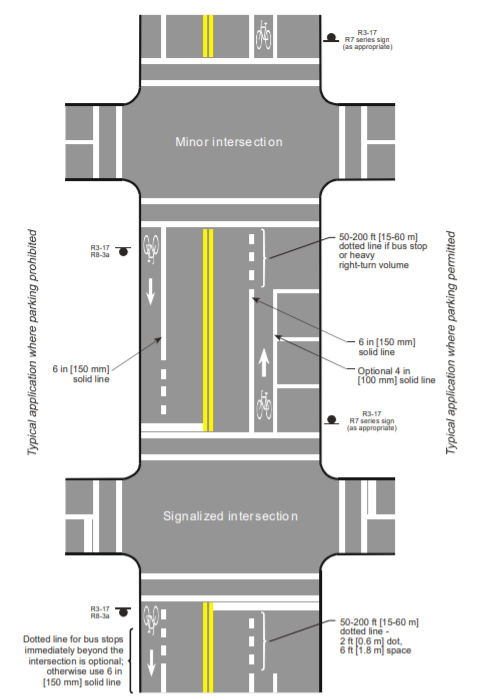 R3-17
R7 series sign
(as appropriate)
Minor intersection
Typical application where parking prohibited
Typical application where parking permitted
R3-17
R8-3a
50-200 ft [15-60 m]
dotted line if bus stop
or heavy
right-turn volume
6 in [150 mm]
solid line
6 in [150 mm]
solid line
Optional 4 in
[100 mm] solid line
R3-17
R7 series sign
(as appropriate)
Signalized intersection
R3-17
R8-3a
50-200 ft [15-60 m]
dotted line -
2 ft [0.6 m] dot,
6 ft [1.8 m] space
Dotted line for bus stops
immediately beyond the
intersection is optional;
otherwise use 6 in
[150 mm] solid line